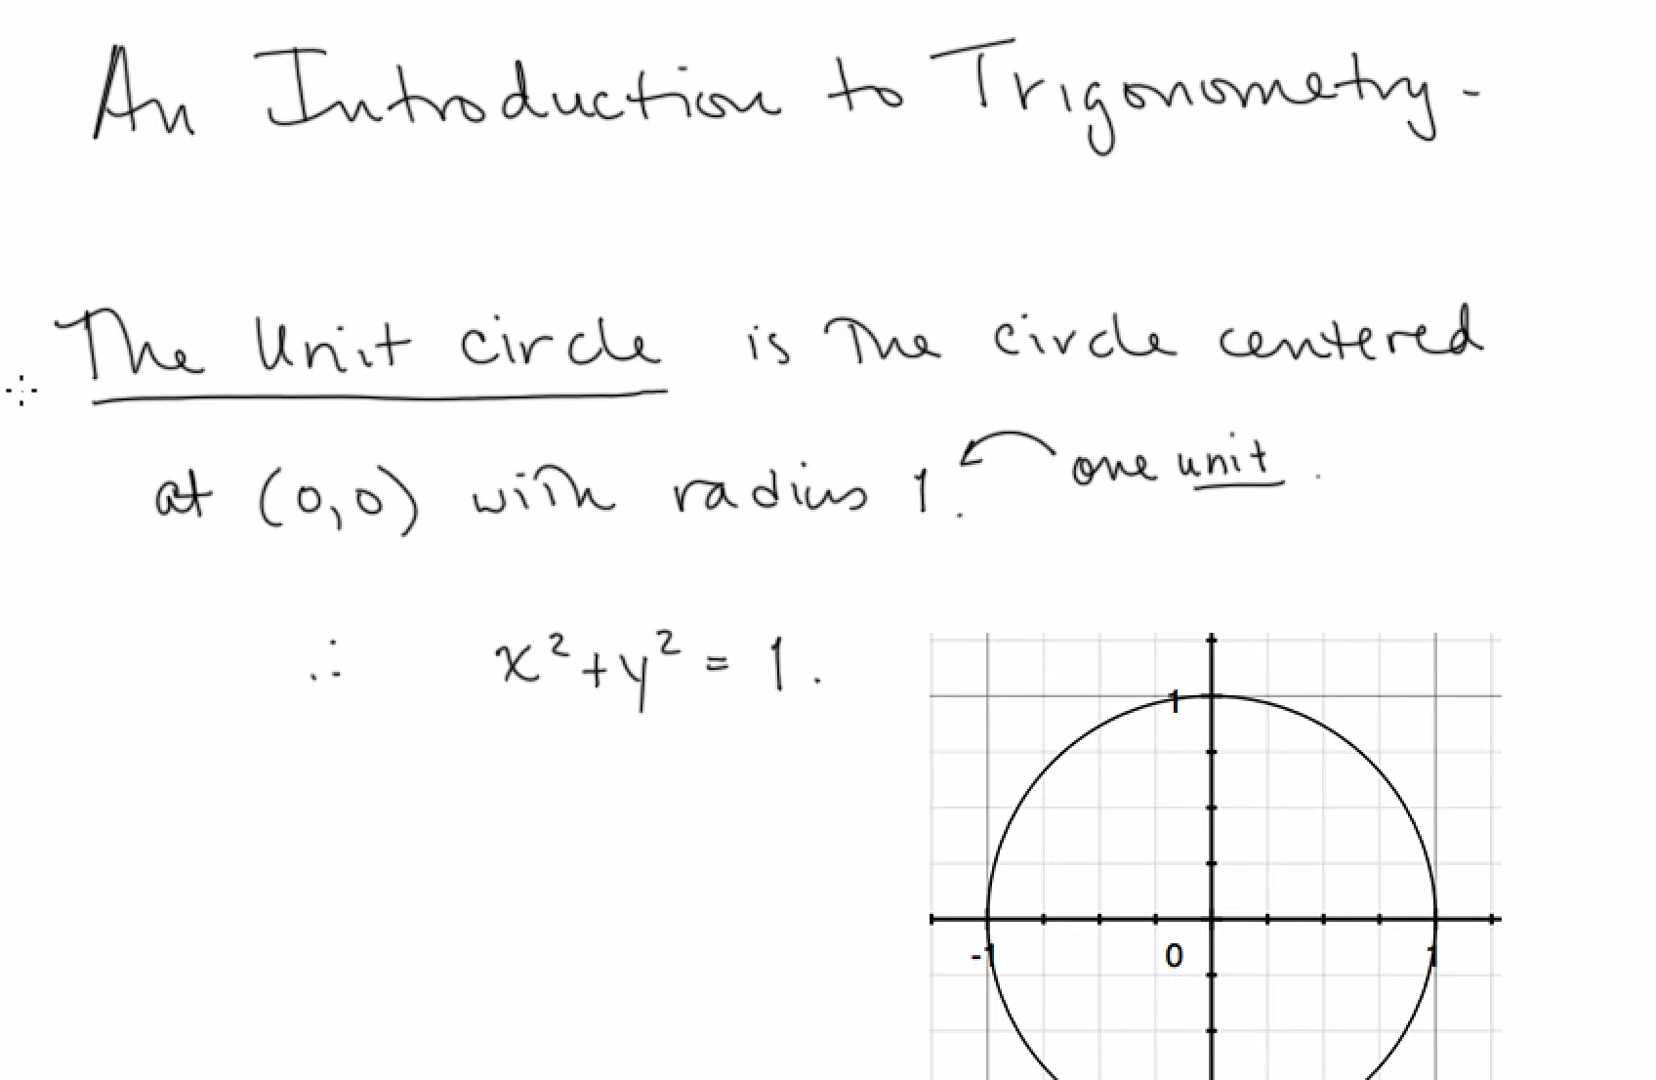 An Introduction to Trigonometry.
The Unit circle is the circle centered
at (0,0) with radius 1. one unit.
∴ x²+y² = 1.
1
-1 0 1